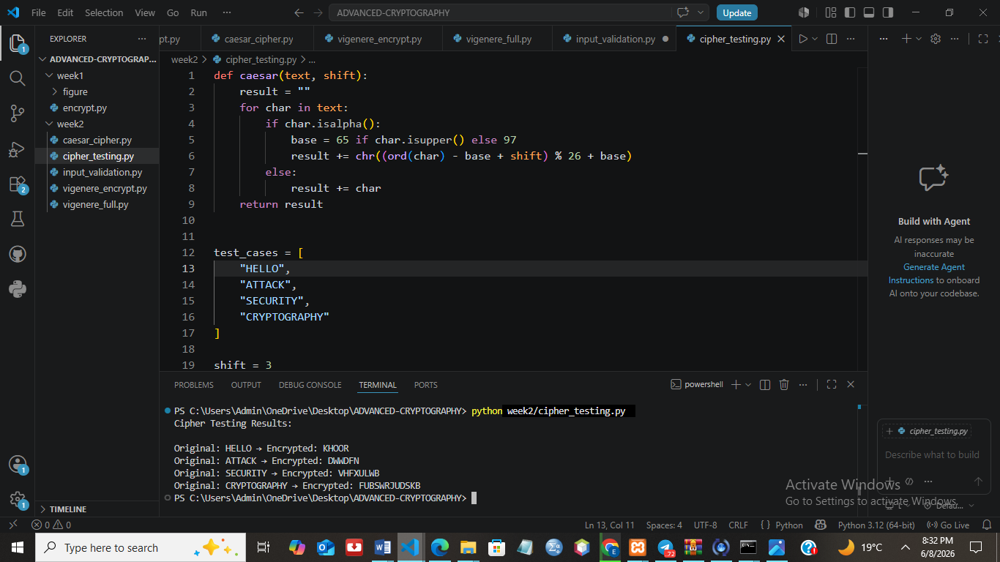 File Edit Selection View Go Run ···
ADVANCED-CRYPTOGRAPHY
Update
EXPLORER ···
ADVANCED-CRYPTOGRAP...
week1
figure
encrypt.py
week2
caesar_cipher.py
cipher_testing.py
input_validation.py
vigenere_encrypt.py
vigenere_full.py
TIMELINE
pt.py caesar_cipher.py vigenere_encrypt.py vigenere_full.py input_validation.py cipher_testing.py
week2 > cipher_testing.py > ...
1 def caesar(text, shift):
2 result = ""
3 for char in text:
4 if char.isalpha():
5 base = 65 if char.isupper() else 97
6 result += chr((ord(char) - base + shift) % 26 + base)
7 else:
8 result += char
9 return result
10
11
12 test_cases = [
13 "HELLO",
14 "ATTACK",
15 "SECURITY",
16 "CRYPTOGRAPHY"
17 ]
18
19 shift = 3
PROBLEMS OUTPUT DEBUG CONSOLE TERMINAL PORTS
powershell
PS C:\Users\Admin\OneDrive\Desktop\ADVANCED-CRYPTOGRAPHY> python week2/cipher_testing.py
Cipher Testing Results:
Original: HELLO → Encrypted: KHOOR
Original: ATTACK → Encrypted: DWWDFN
Original: SECURITY → Encrypted: VHFXULWB
Original: CRYPTOGRAPHY → Encrypted: FUBSWRJUDSKB
PS C:\Users\Admin\OneDrive\Desktop\ADVANCED-CRYPTOGRAPHY>
Build with Agent
AI responses may be
inaccurate
Generate Agent
Instructions to onboard
AI onto your codebase.
cipher_testing.py
Describe what to build
Activate Windows
Go to Settings to activate Windows.
1
2
1
1
0 0
Ln 13, Col 11 Spaces: 4 UTF-8 CRLF { } Python Python 3.12 (64-bit) Go Live
Type here to search
72
19°C
8:32 PM
6/8/2026